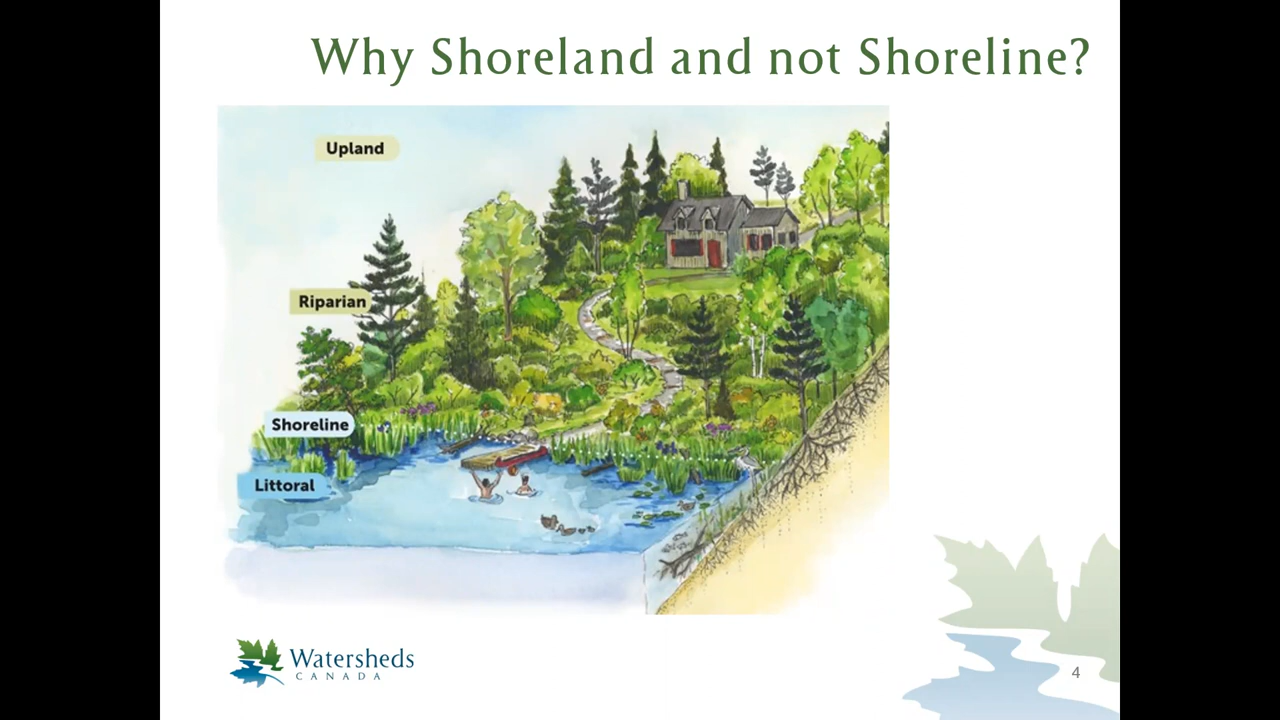 Why Shoreland and not Shoreline?
Upland
Riparian
Shoreline
Littoral
Watersheds
CANADA
4